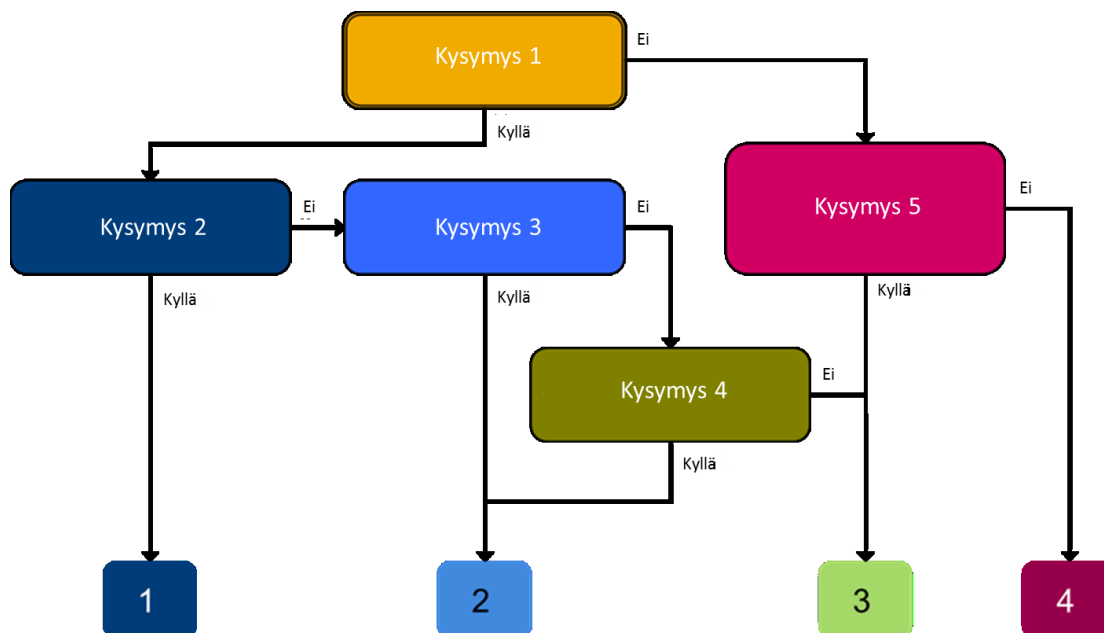 Kysymys 1
Ei
Kyllä
Kysymys 2
Ei
Kysymys 3
Ei
Kysymys 5
Ei
Kyllä
Kyllä
Kyllä
Kysymys 4
Ei
Kyllä
1
2
3
4